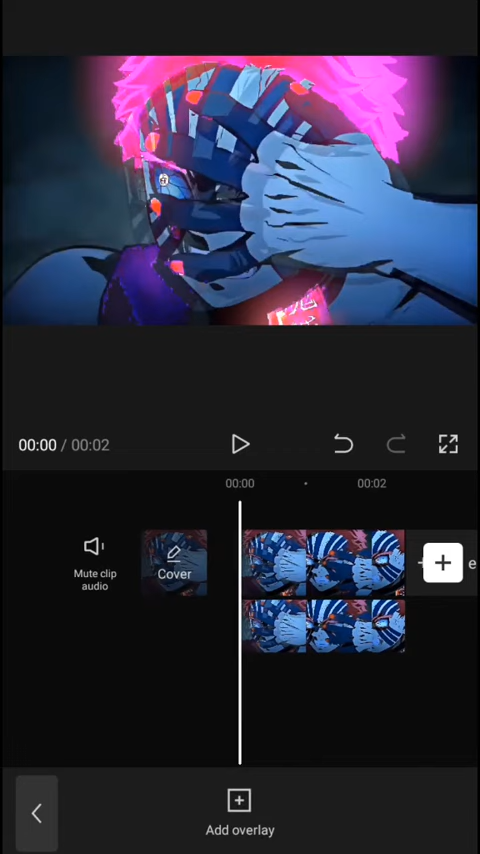 00:00 / 00:02
00:00
00:02
Mute clip
audio
Cover
e
Add overlay